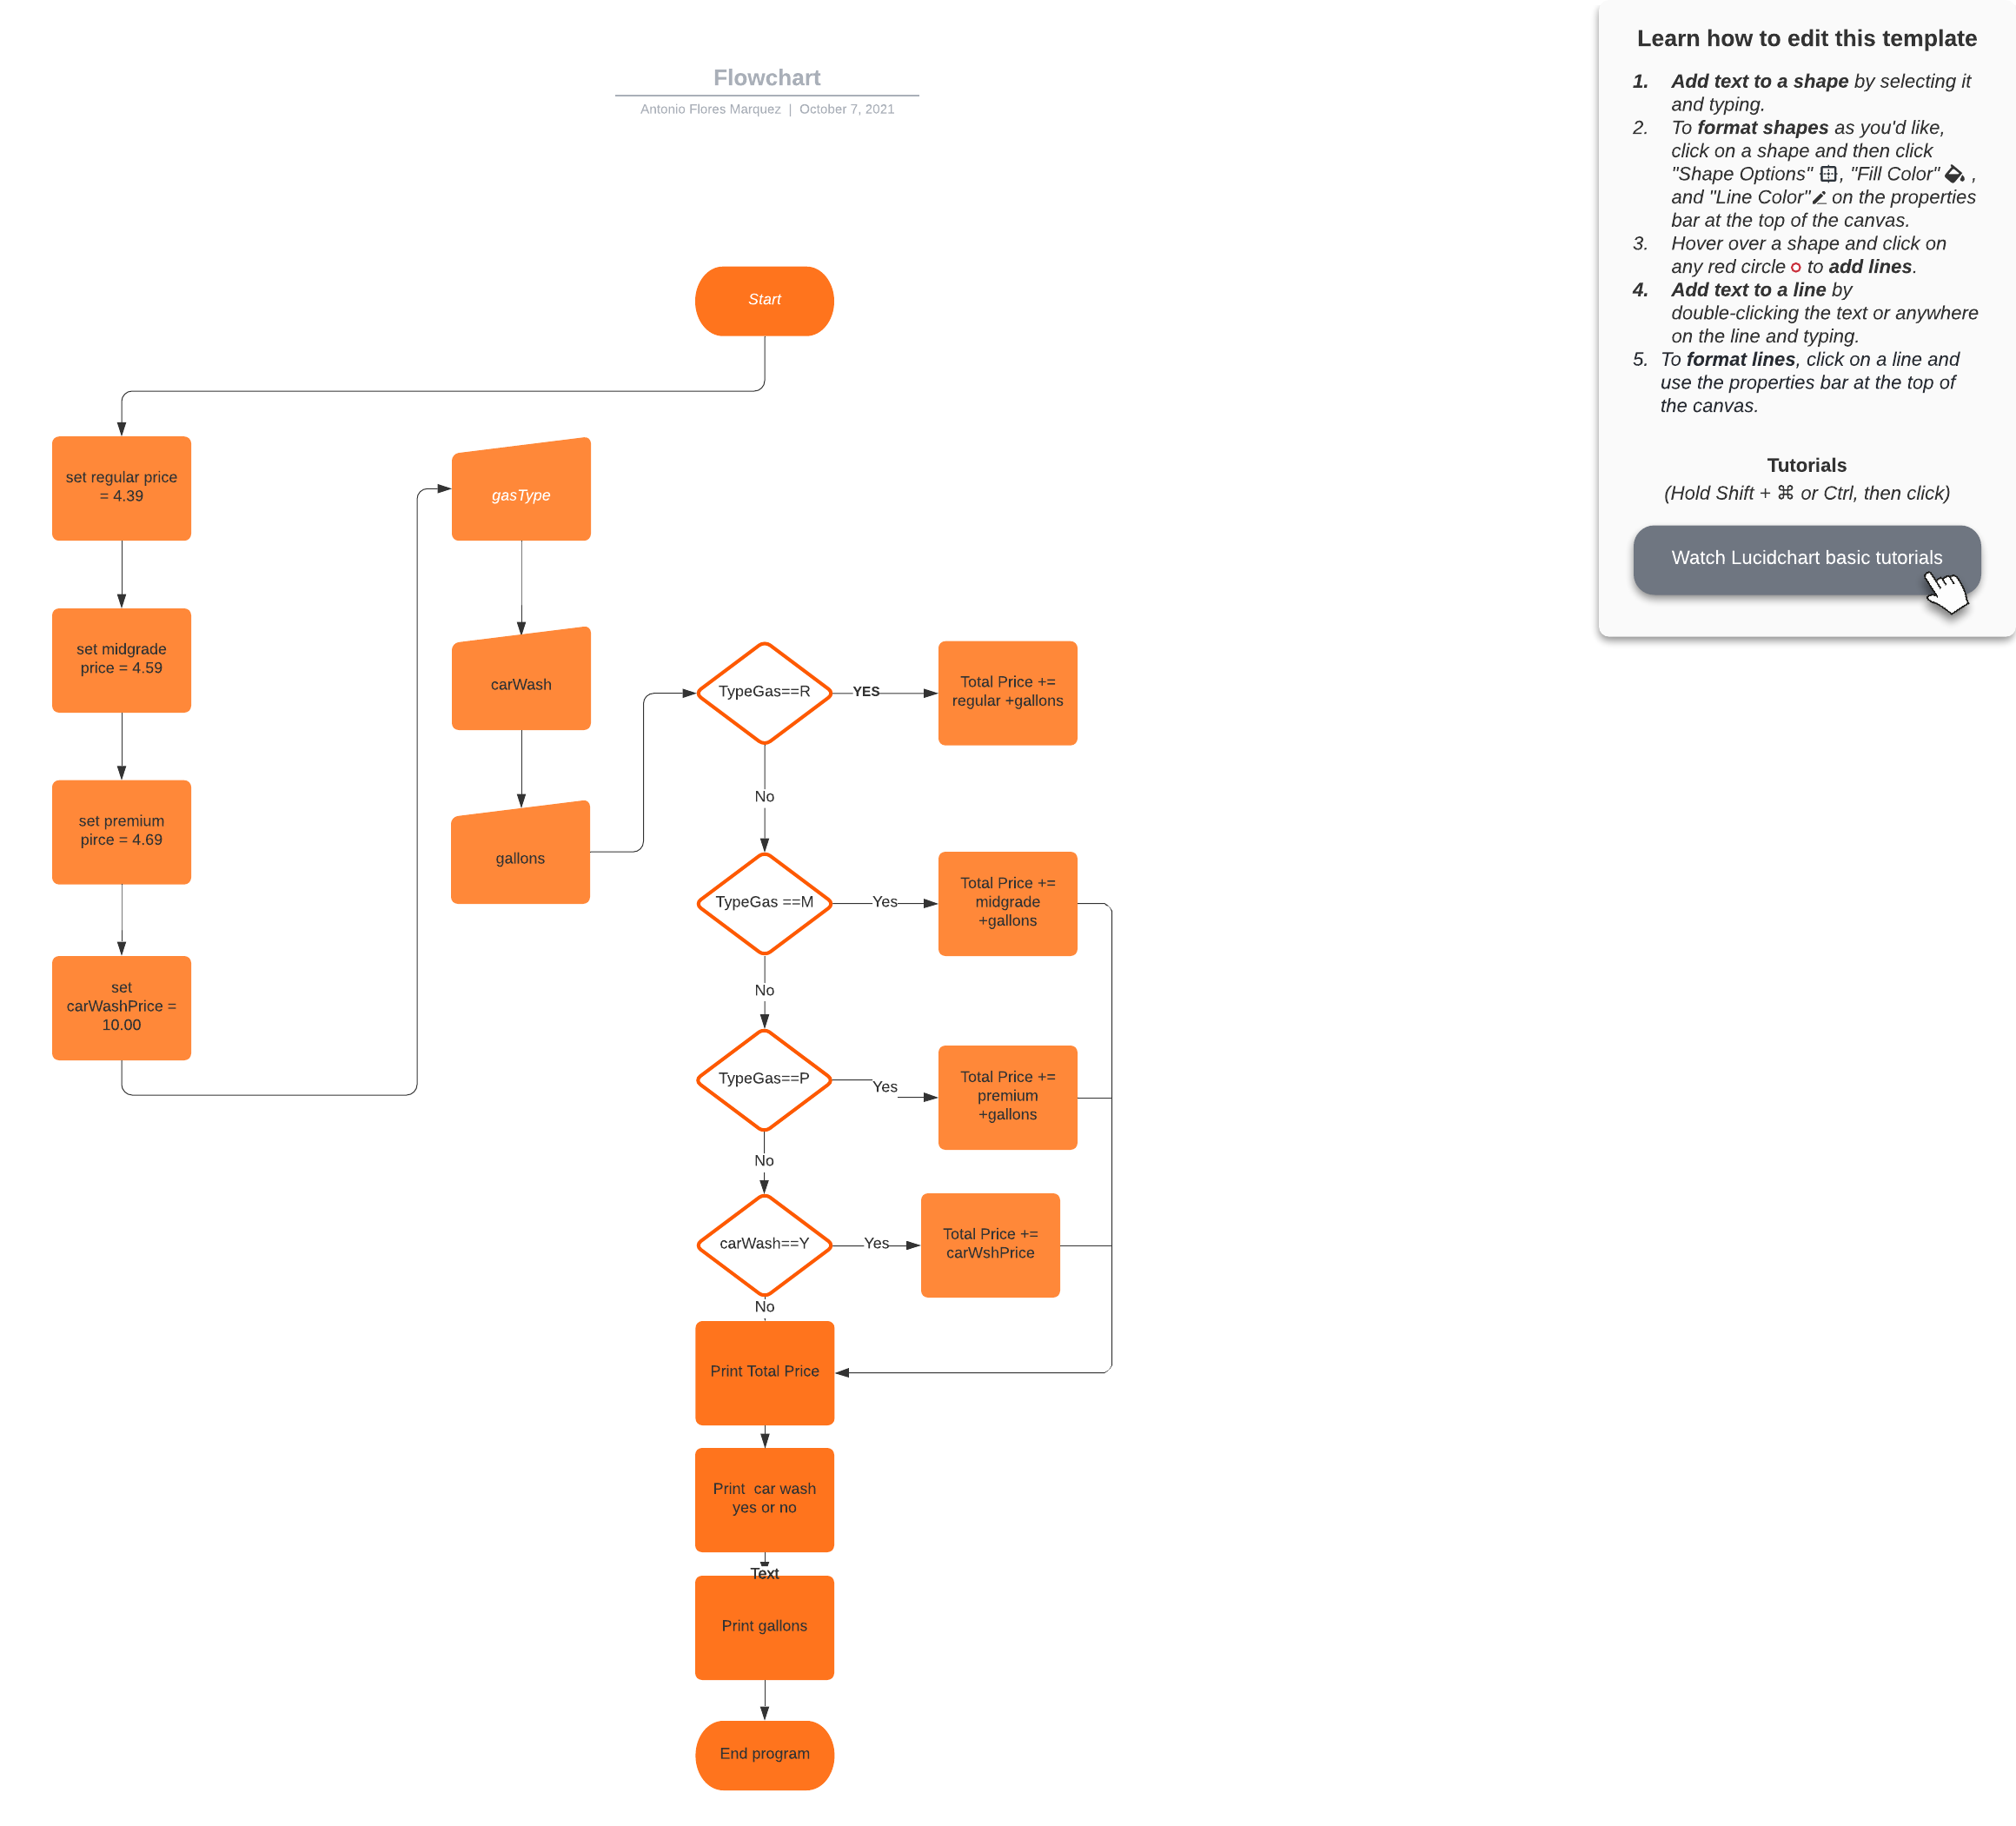 Flowchart
Antonio Flores Marquez | October 7, 2021
Start
set regular price
= 4.39
set midgrade
price = 4.59
set premium
pirce = 4.69
set
carWashPrice =
10.00
gasType
carWash
gallons
TypeGas==R
YES
Total Price +=
regular +gallons
No
TypeGas ==M
Yes
Total Price +=
midgrade
+gallons
No
TypeGas==P
Yes
Total Price +=
premium
+gallons
No
carWash==Y
Yes
Total Price +=
carWshPrice
No
Print Total Price
Print  car wash
yes or no
Text
Print gallons
End program
Learn how to edit this template
1. Add text to a shape by selecting it
and typing.
2. To format shapes as you'd like,
click on a shape and then click
"Shape Options" , "Fill Color" ,
and "Line Color" on the properties
bar at the top of the canvas.
3. Hover over a shape and click on
any red circle to add lines.
4. Add text to a line by
double-clicking the text or anywhere
on the line and typing.
5. To format lines, click on a line and
use the properties bar at the top of
the canvas.
Tutorials
(Hold Shift + ⌘ or Ctrl, then click)
Watch Lucidchart basic tutorials